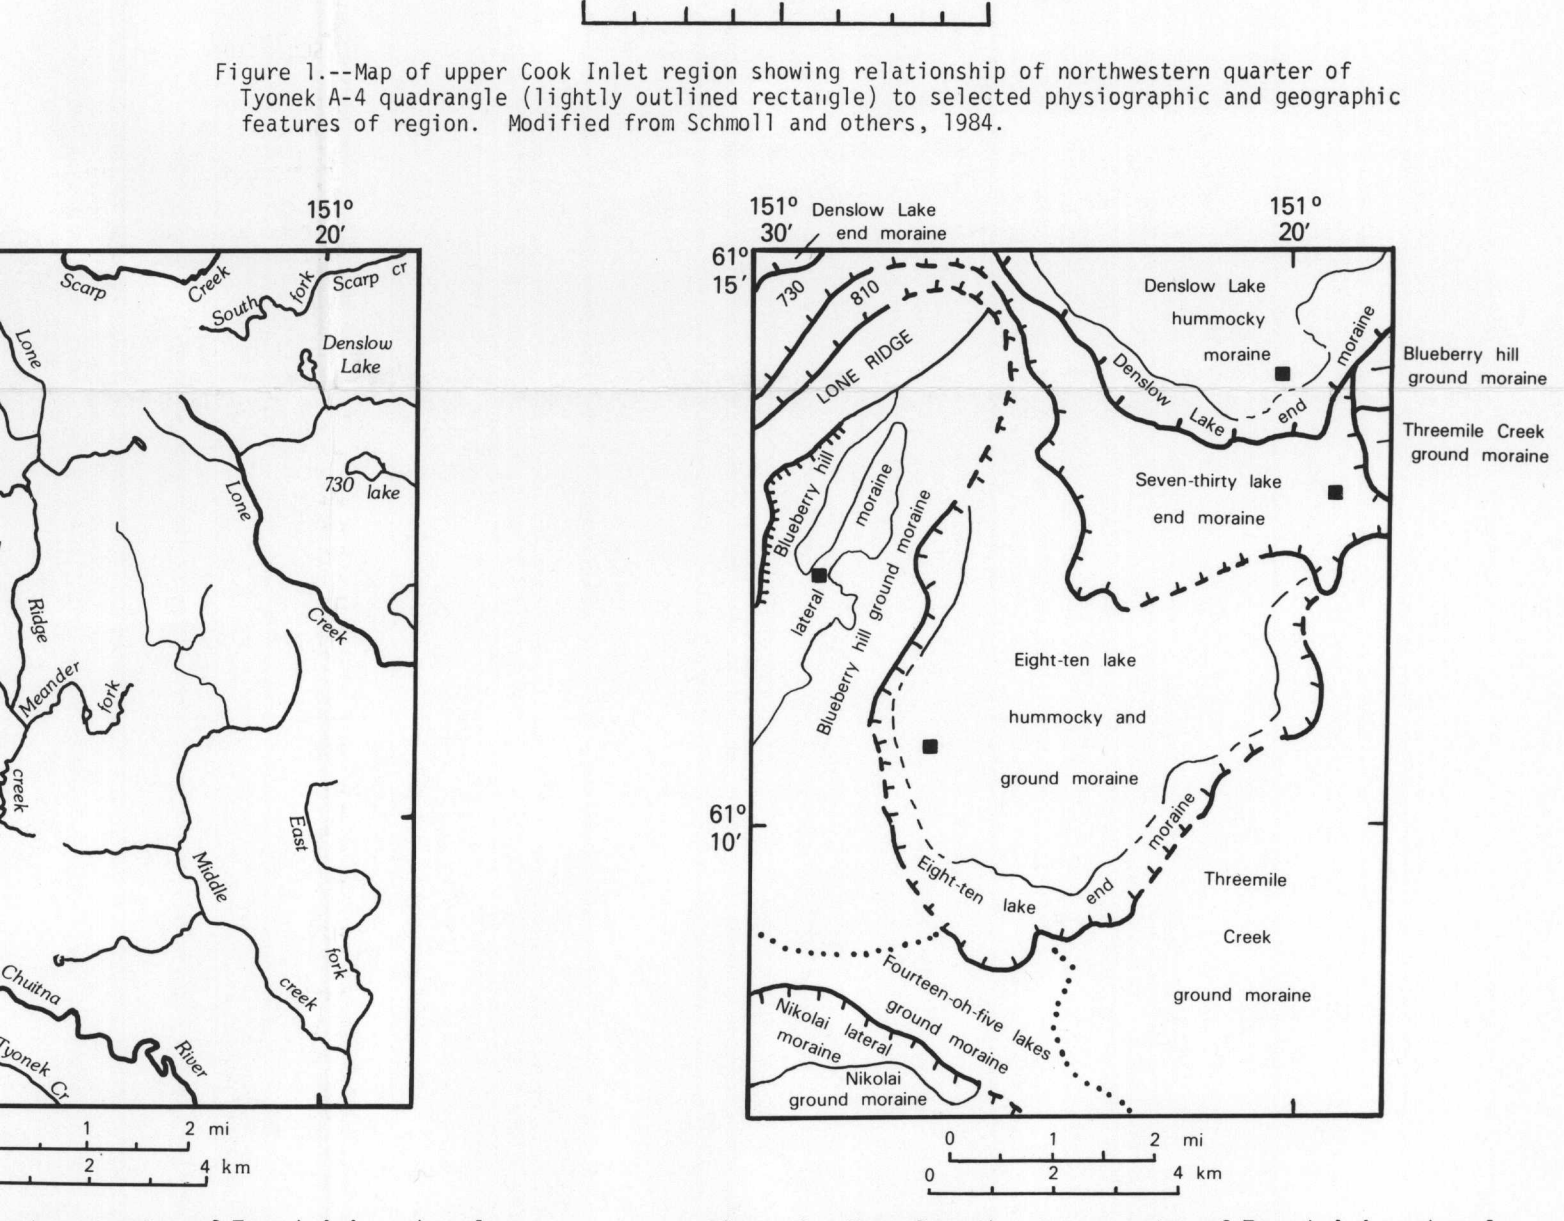 Figure 1.--Map of upper Cook Inlet region showing relationship of northwestern quarter of
Tyonek A-4 quadrangle (lightly outlined rectangle) to selected physiographic and geographic
features of region. Modified from Schmoll and others, 1984.
151°
20′
Scarp
Creek
South fork Scarp cr
Lone
Denslow
Lake
730 lake
Lone
Creek
Ridge
Meander
fork
creek
East
Middle
fork
creek
Chuitna
River
Tyonek Cr
1 2 mi
2 4 km
151°
30′
Denslow Lake
end moraine
151°
20′
61°
15′
730
810
LONE RIDGE
Denslow Lake
hummocky
moraine
Denslow Lake end moraine
Blueberry hill
ground moraine
Threemile Creek
ground moraine
Seven-thirty lake
end moraine
Blueberry hill
lateral moraine
Blueberry hill ground moraine
Eight-ten lake
hummocky and
ground moraine
61°
10′
Eight-ten lake end moraine
Threemile
Creek
ground moraine
Fourteen-oh-five lakes
ground moraine
Nikolai lateral
moraine
Nikolai
ground moraine
0 1 2 mi
0 2 4 km